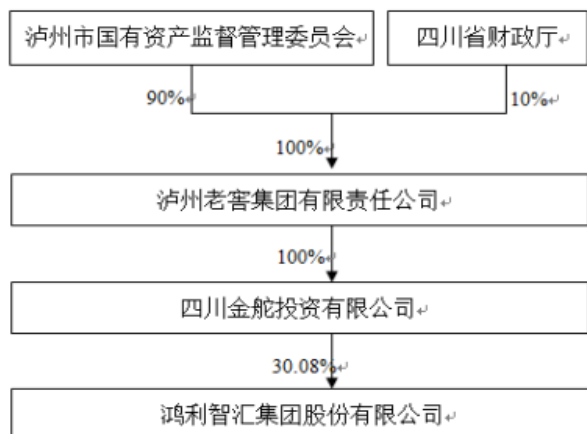 泸州市国有资产监督管理委员会
四川省财政厅
90%
10%
100%
泸州老窖集团有限责任公司
100%
四川金舵投资有限公司
30.08%
鸿利智汇集团股份有限公司